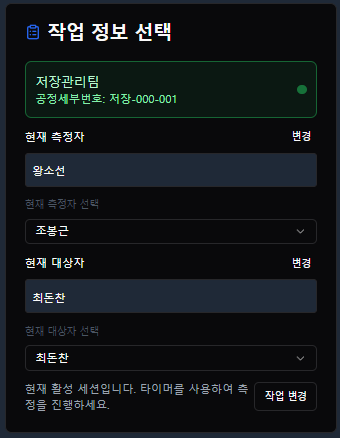 작업 정보 선택
저장관리팀
공정세부번호: 저장-000-001
현재 측정자
변경
왕소선
현재 측정자 선택
조봉근
현재 대상자
변경
최돈찬
현재 대상자 선택
최돈찬
현재 활성 세션입니다. 타이머를 사용하여 측
정을 진행하세요.
작업 변경